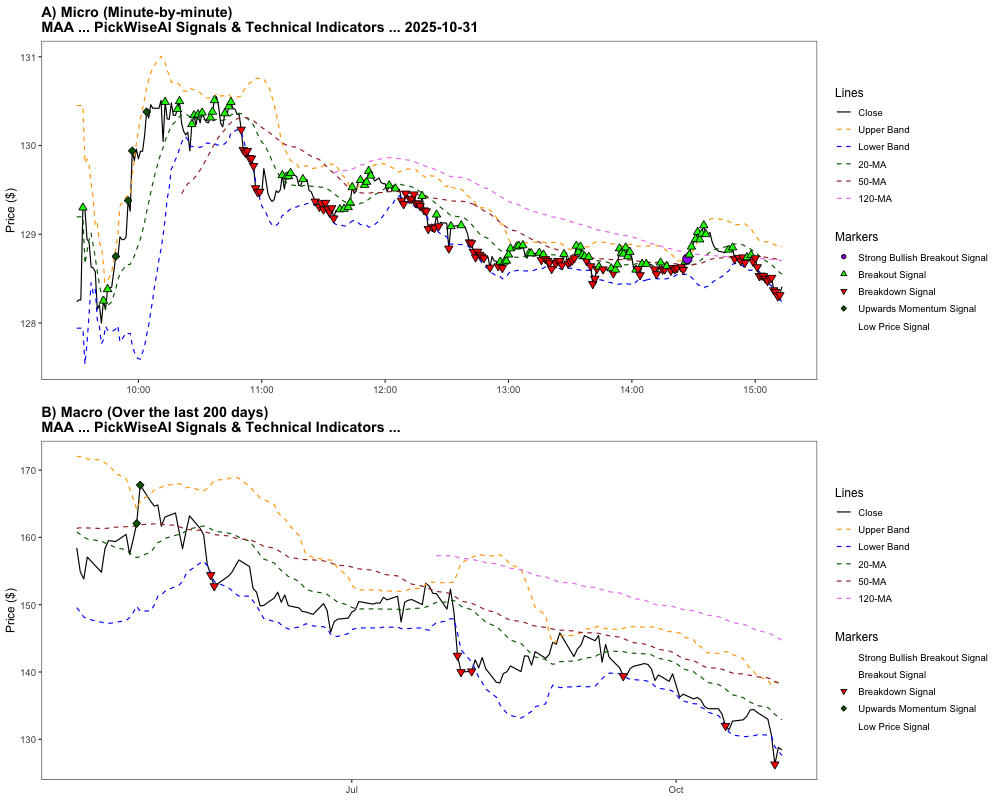 A) Micro (Minute-by-minute)
MAA ... PickWiseAI Signals & Technical Indicators ... 2025-10-31
131
130
129
128
Price ($)
10:00 11:00 12:00 13:00 14:00 15:00
Lines
Close
Upper Band
Lower Band
20-MA
50-MA
120-MA
Markers
Strong Bullish Breakout Signal
Breakout Signal
Breakdown Signal
Upwards Momentum Signal
Low Price Signal
B) Macro (Over the last 200 days)
MAA ... PickWiseAI Signals & Technical Indicators ...
170
160
150
140
130
Price ($)
Jul Oct
Lines
Close
Upper Band
Lower Band
20-MA
50-MA
120-MA
Markers
Strong Bullish Breakout Signal
Breakout Signal
Breakdown Signal
Upwards Momentum Signal
Low Price Signal